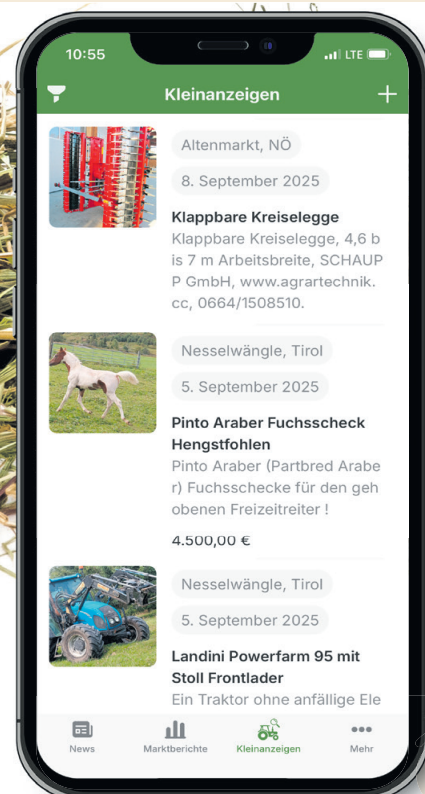 10:55
LTE
Kleinanzeigen
Altenmarkt, NÖ
8. September 2025
Klappbare Kreiselegge
Klappbare Kreiselegge, 4,6 b
is 7 m Arbeitsbreite, SCHAUP
P GmbH, www.agrartechnik.
cc, 0664/1508510.
Nesselwängle, Tirol
5. September 2025
Pinto Araber Fuchsscheck
Hengstfohlen
Pinto Araber (Partbred Arabe
r) Fuchsschecke für den geh
obenen Freizeitreiter !
4.500,00 €
Nesselwängle, Tirol
5. September 2025
Landini Powerfarm 95 mit
Stoll Frontlader
Ein Traktor ohne anfällige Ele
News Marktberichte Kleinanzeigen Mehr